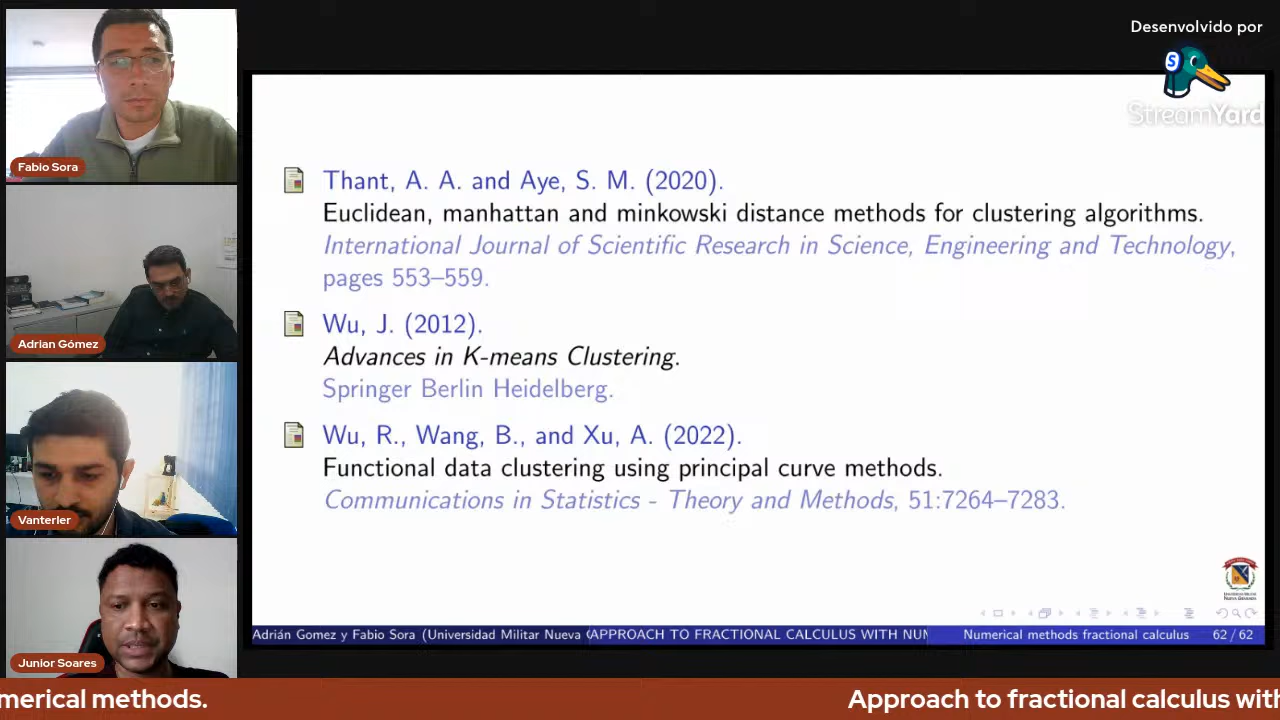 Desenvolvido por
StreamYard
Fabio Sora
Adrian Gómez
Vanterler
Junior Soares
Thant, A. A. and Aye, S. M. (2020).
Euclidean, manhattan and minkowski distance methods for clustering algorithms.
International Journal of Scientific Research in Science, Engineering and Technology,
pages 553–559.
Wu, J. (2012).
Advances in K-means Clustering.
Springer Berlin Heidelberg.
Wu, R., Wang, B., and Xu, A. (2022).
Functional data clustering using principal curve methods.
Communications in Statistics - Theory and Methods, 51:7264–7283.
Adrián Gomez y Fabio Sora (Universidad Militar Nueva G
APPROACH TO FRACTIONAL CALCULUS WITH NUM
Numerical methods fractional calculus 62 / 62
merical methods.
Approach to fractional calculus with